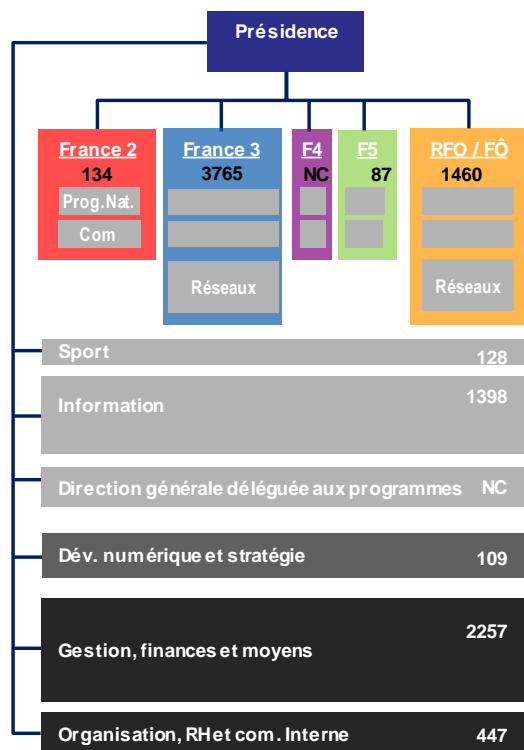 Présidence
France 2 France 3 F4 F5 RFO / FÔ
134 3765 NC 87 1460
Prog.Nat.
Com
Réseaux Réseaux
Sport 128
Information 1398
Direction générale déléguée aux programmes NC
Dév. numérique et stratégie 109
Gestion, finances et moyens 2257
Organisation, RH et com. Interne 447